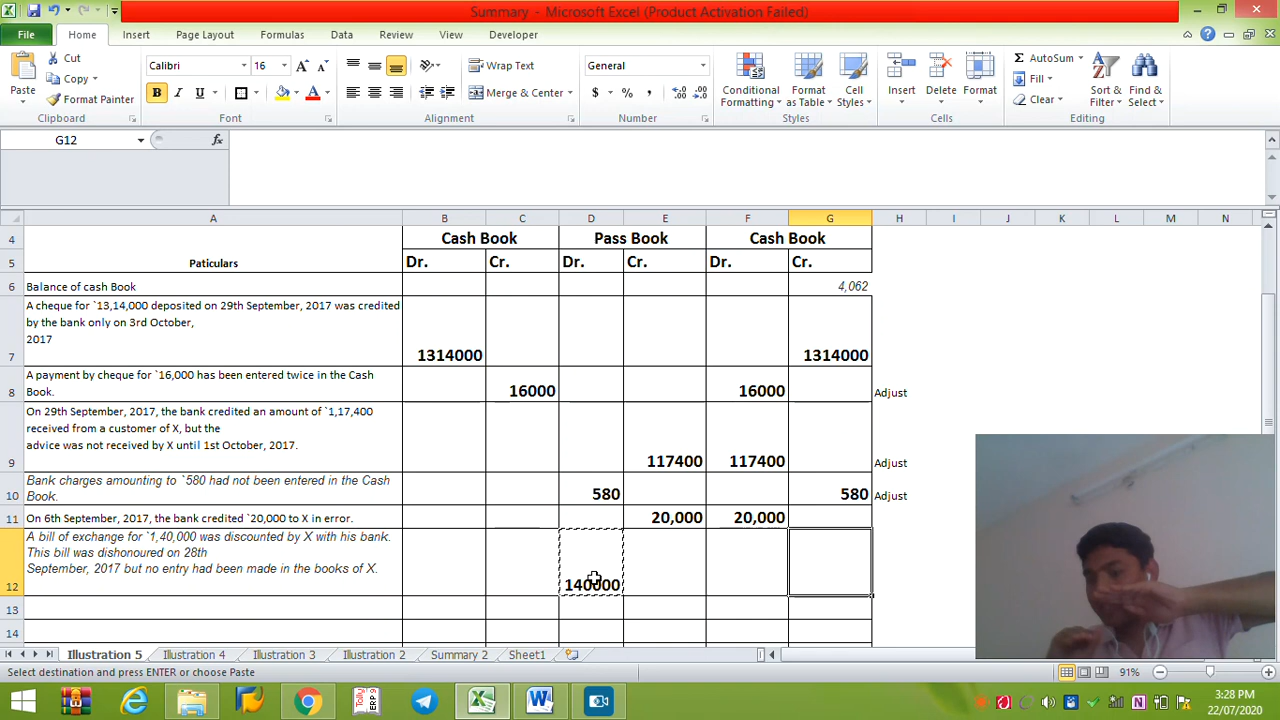 Summary - Microsoft Excel (Product Activation Failed)
File Home Insert Page Layout Formulas Data Review View Developer
Paste
Cut
Copy
Format Painter
Clipboard
Calibri 16
B I U A
Font
Wrap Text
Merge & Center
Alignment
General
$ % ,
Number
Conditional Formatting
Format as Table
Cell Styles
Styles
Insert Delete Format
Cells
AutoSum
Fill
Clear
Sort & Filter
Find & Select
Editing
G12 fx
A B C D E F G H I J K L M N
4 Cash Book Pass Book Cash Book
5 Paticulars Dr. Cr. Dr. Cr. Dr. Cr.
6 Balance of cash Book 4,062
A cheque for `13,14,000 deposited on 29th September, 2017 was credited
by the bank only on 3rd October,
2017
7 1314000 1314000
A payment by cheque for `16,000 has been entered twice in the Cash
Book.
8 16000 16000 Adjust
On 29th September, 2017, the bank credited an amount of `1,17,400
received from a customer of X, but the
advice was not received by X until 1st October, 2017.
9 117400 117400 Adjust
Bank charges amounting to `580 had not been entered in the Cash
Book.
10 580 580 Adjust
11 On 6th September, 2017, the bank credited `20,000 to X in error. 20,000 20,000
A bill of exchange for `1,40,000 was discounted by X with his bank.
This bill was dishonoured on 28th
September, 2017 but no entry had been made in the books of X.
12 140000
13
14
Illustration 5 Illustration 4 Illustration 3 Illustration 2 Summary 2 Sheet1
Select destination and press ENTER or choose Paste 91%
3:28 PM
22/07/2020